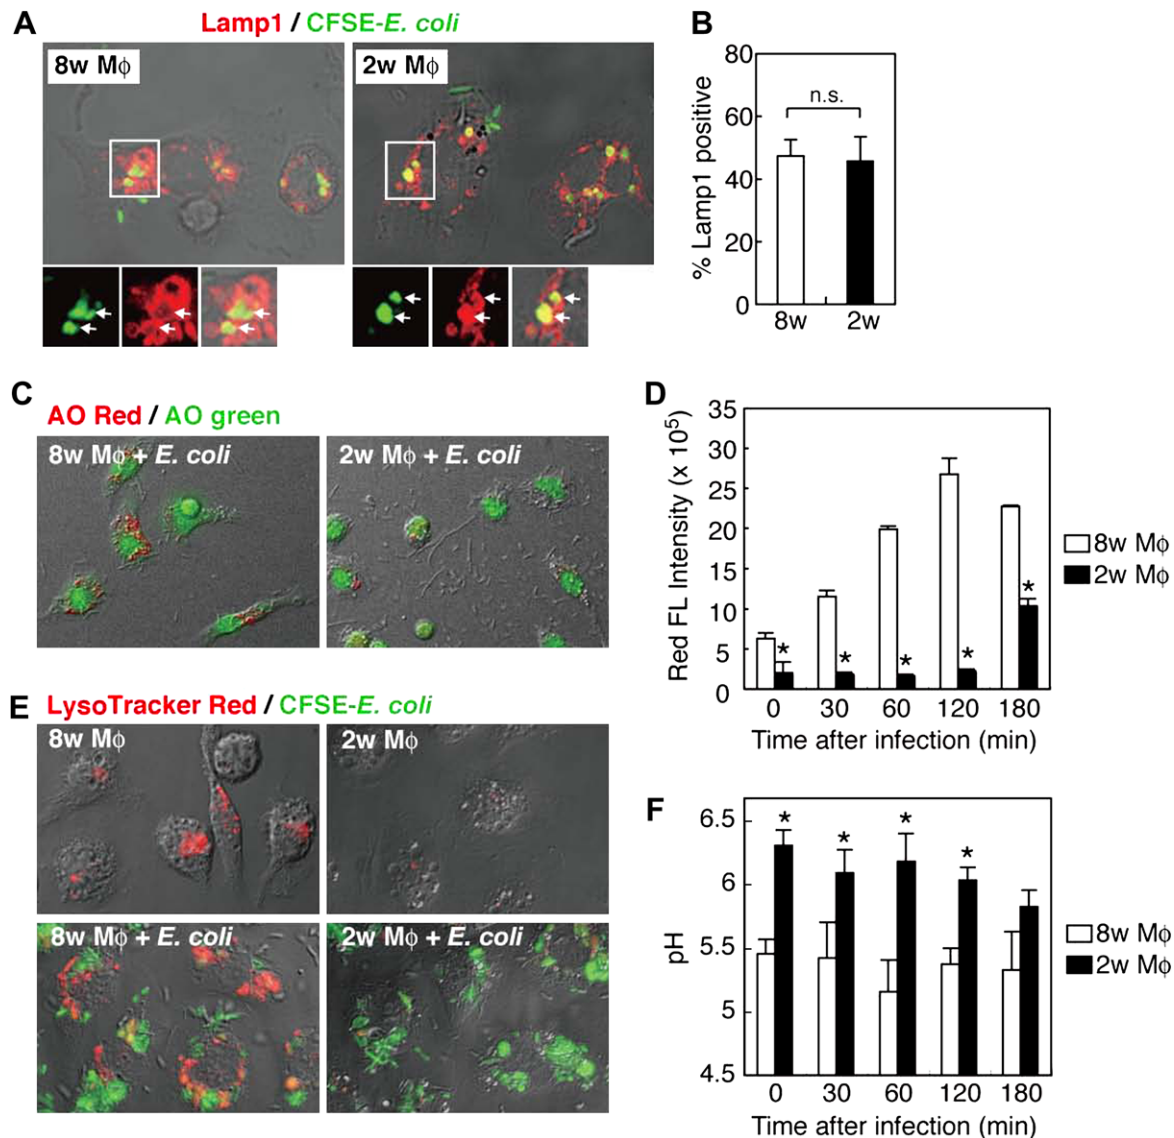 A
Lamp1 / CFSE-E. coli
8w Mϕ
2w Mϕ
B
80
60
40
20
0
% Lamp1 positive
n.s.
8w
2w
C
AO Red / AO green
8w Mϕ + E. coli
2w Mϕ + E. coli
D
35
30
25
20
15
10
5
0
Red FL Intensity (x 10⁵)
* * * * *
0 30 60 120 180
Time after infection (min)
8w Mϕ
2w Mϕ
E
LysoTracker Red / CFSE-E. coli
8w Mϕ
2w Mϕ
8w Mϕ + E. coli
2w Mϕ + E. coli
F
6.5
6
5.5
5
4.5
pH
* * * *
0 30 60 120 180
Time after infection (min)
8w Mϕ
2w Mϕ